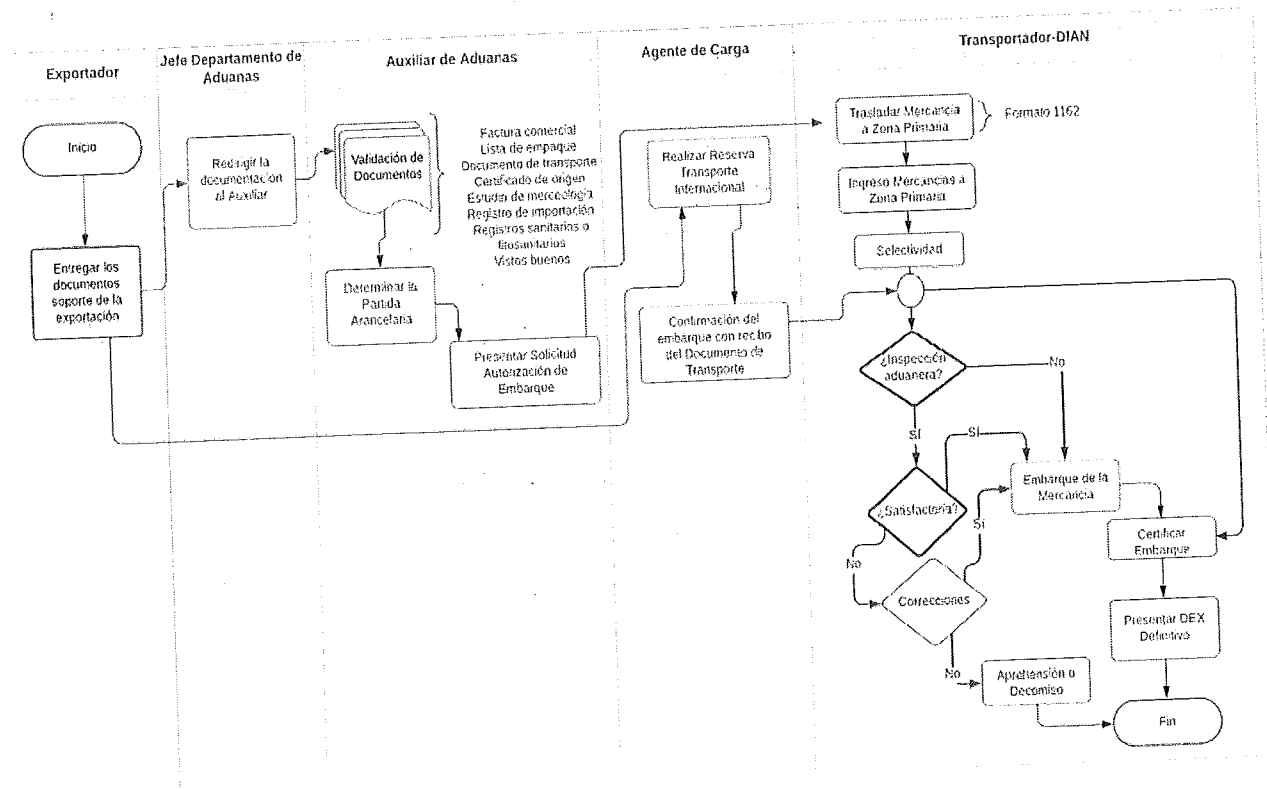 Exportador
Jefe Departamento de
Aduanas
Auxiliar de Aduanas
Agente de Carga
Transportador-DIAN
Inicio
Entregar los
documentos
soporte de la
exportación
Redirigir la
documentación
al Auxiliar
Validación de
Documentos
Factura comercial
Lista de empaque
Documento de transporte
Certificado de origen
Estudio de merceología
Registro de importación
Registros sanitarios o
fitosanitarios
Vistos buenos
Determinar la
Partida
Arancelaria
Presentar Solicitud
Autorización de
Embarque
Realizar Reserva
Transporte
Internacional
Confirmación del
embarque con recibo
del Documento de
Transporte
Trasladar Mercancía
a Zona Primaria
Formato 1162
Ingreso Mercancías a
Zona Primaria
Selectividad
¿Inspección
aduanera?
No
SÍ
¿Satisfactoria?
SÍ
No
Correcciones
Sí
No
Embarque de la
Mercancía
Certificar
Embarque
Presentar DEX
Definitivo
Aprehensión o
Decomiso
Fin